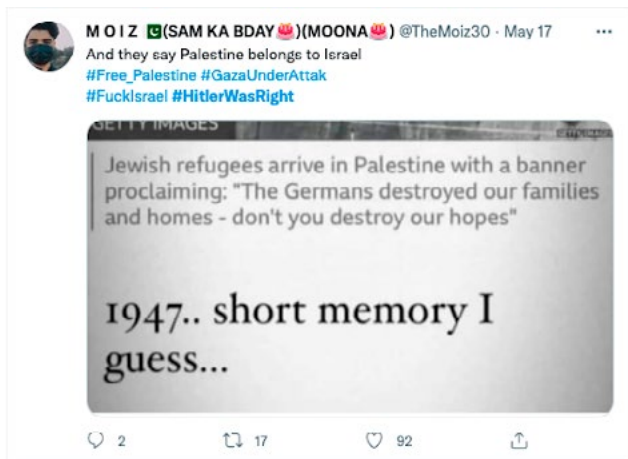 M O I Z 🇵🇰(SAM KA BDAY🎂)(MOONA🎂) @TheMoiz30 · May 17
And they say Palestine belongs to Israel
#Free_Palestine #GazaUnderAttak
#FuckIsrael #HitlerWasRight
GETTY IMAGES
Jewish refugees arrive in Palestine with a banner
proclaiming: "The Germans destroyed our families
and homes - don't you destroy our hopes"
1947.. short memory I
guess...
2 17 92